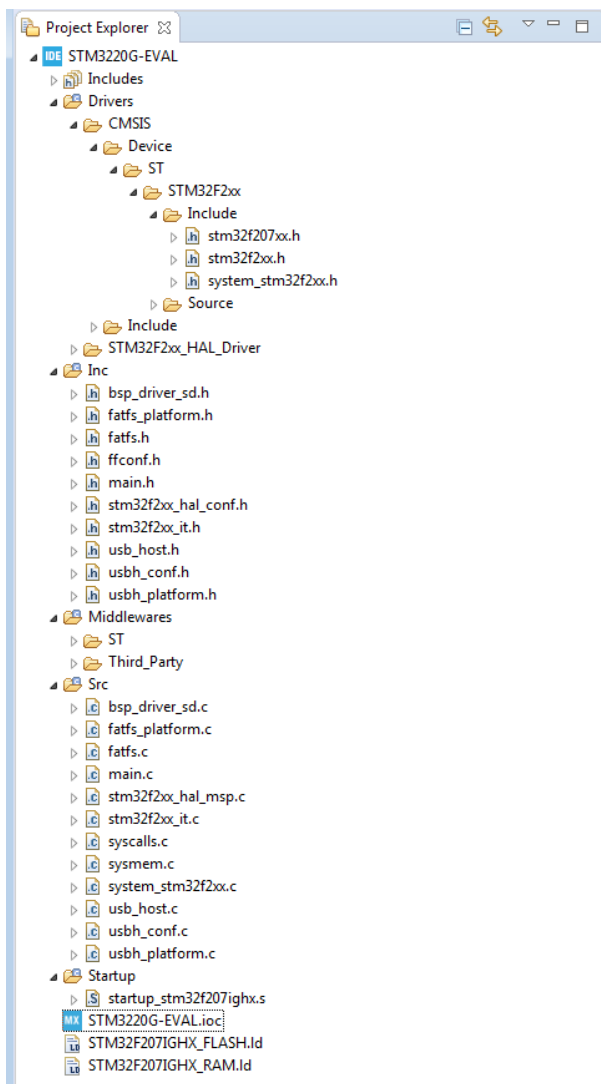 Project Explorer
IDE STM3220G-EVAL
Includes
Drivers
CMSIS
Device
ST
STM32F2xx
Include
.h stm32f207xx.h
.h stm32f2xx.h
.h system_stm32f2xx.h
Source
Include
STM32F2xx_HAL_Driver
Inc
.h bsp_driver_sd.h
.h fatfs_platform.h
.h fatfs.h
.h ffconf.h
.h main.h
.h stm32f2xx_hal_conf.h
.h stm32f2xx_it.h
.h usb_host.h
.h usbh_conf.h
.h usbh_platform.h
Middlewares
ST
Third_Party
Src
.c bsp_driver_sd.c
.c fatfs_platform.c
.c fatfs.c
.c main.c
.c stm32f2xx_hal_msp.c
.c stm32f2xx_it.c
.c syscalls.c
.c sysmem.c
.c system_stm32f2xx.c
.c usb_host.c
.c usbh_conf.c
.c usbh_platform.c
Startup
.S startup_stm32f207ighx.s
MX STM3220G-EVAL.ioc
LD STM32F207IGHX_FLASH.ld
LD STM32F207IGHX_RAM.ld